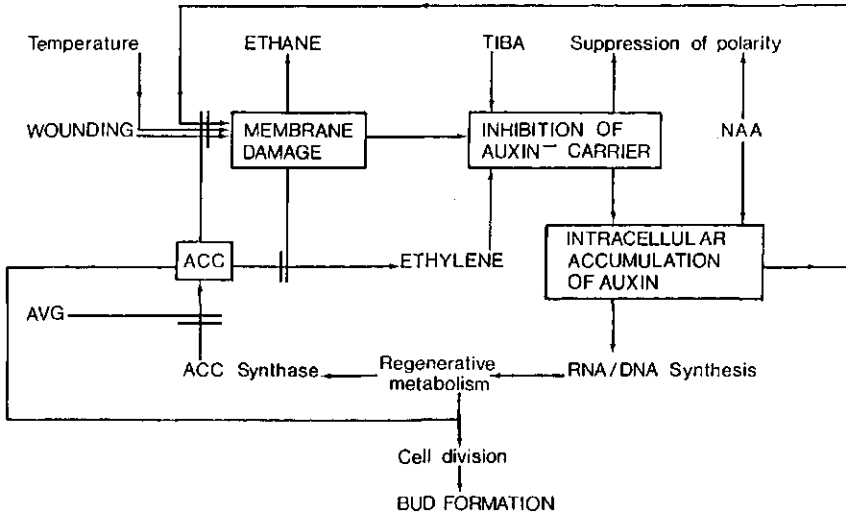 Temperature
ETHANE
TIBA
Suppression of polarity
WOUNDING
MEMBRANE
DAMAGE
INHIBITION OF
AUXIN⁻ CARRIER
NAA
ACC
ETHYLENE
INTRACELLULAR
ACCUMULATION
OF AUXIN
AVG
ACC Synthase
Regenerative
metabolism
RNA/DNA Synthesis
Cell division
BUD FORMATION